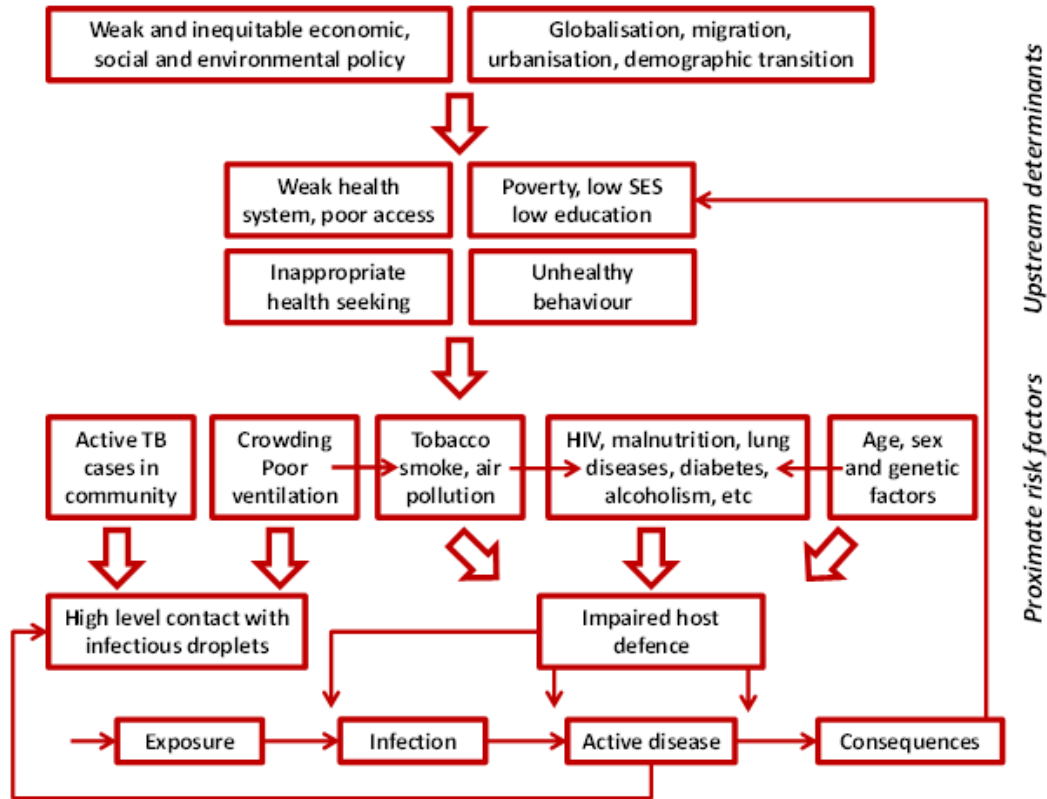 Weak and inequitable economic,
social and environmental policy
Globalisation, migration,
urbanisation, demographic transition
Weak health
system, poor access
Poverty, low SES
low education
Inappropriate
health seeking
Unhealthy
behaviour
Upstream determinants
Active TB
cases in
community
Crowding
Poor
ventilation
Tobacco
smoke, air
pollution
HIV, malnutrition, lung
diseases, diabetes,
alcoholism, etc
Age, sex
and genetic
factors
Proximate risk factors
High level contact with
infectious droplets
Impaired host
defence
Exposure
Infection
Active disease
Consequences